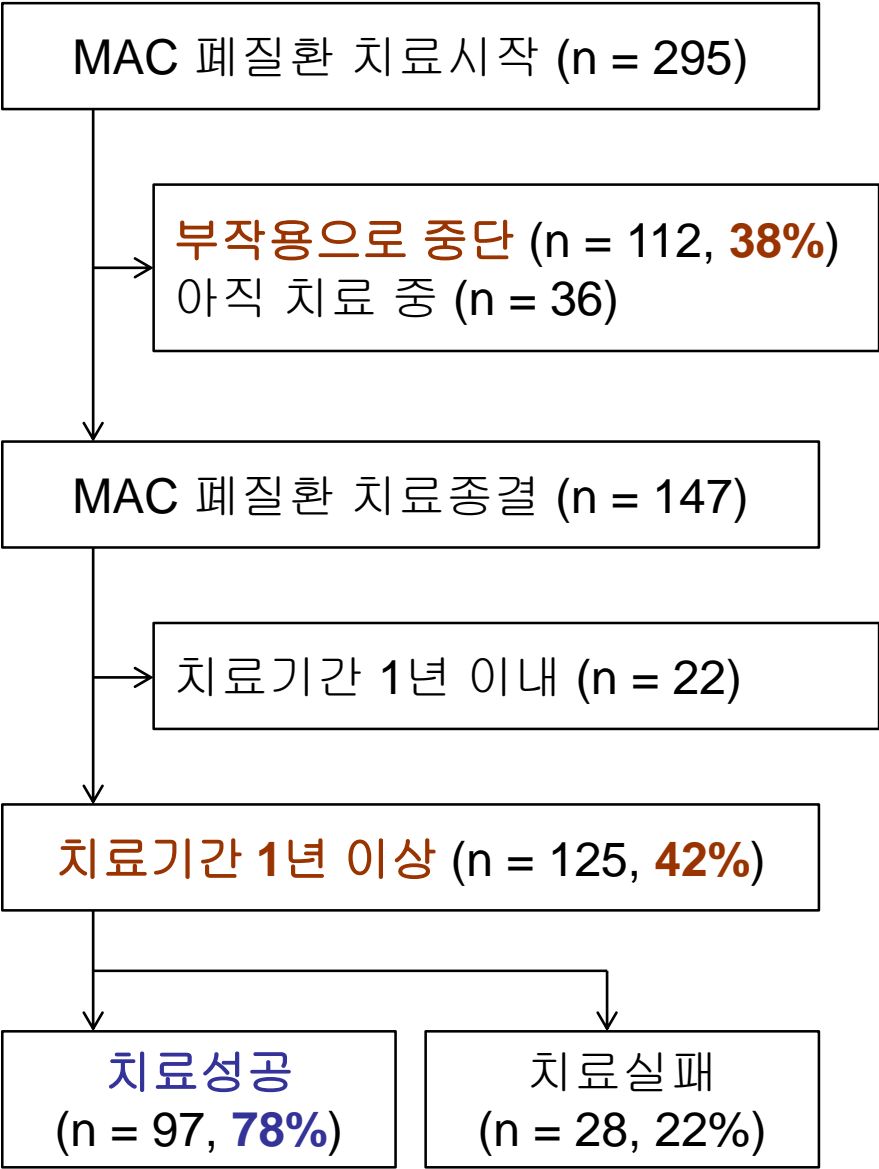 MAC 폐질환 치료시작 (n = 295)
부작용으로 중단 (n = 112, 38%)
아직 치료 중 (n = 36)
MAC 폐질환 치료종결 (n = 147)
치료기간 1년 이내 (n = 22)
치료기간 1년 이상 (n = 125, 42%)
치료성공
(n = 97, 78%)
치료실패
(n = 28, 22%)